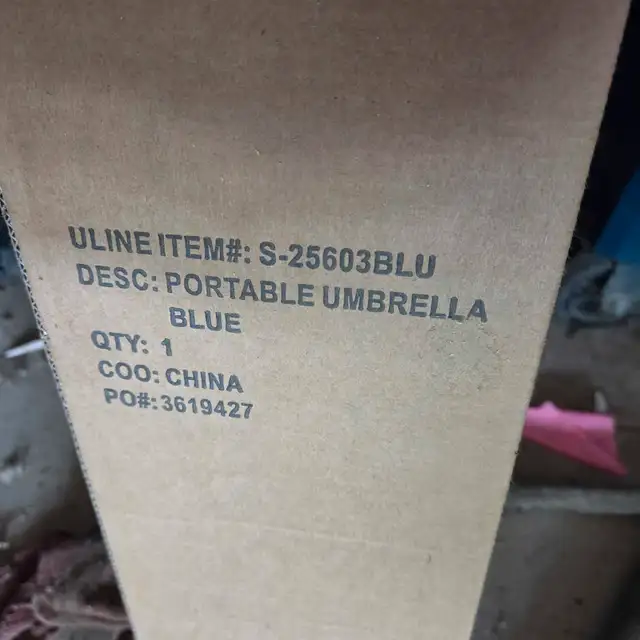 ULINE ITEM#: S-25603BLU
DESC: PORTABLE UMBRELLA
BLUE
QTY: 1
COO: CHINA
PO#: 3619427